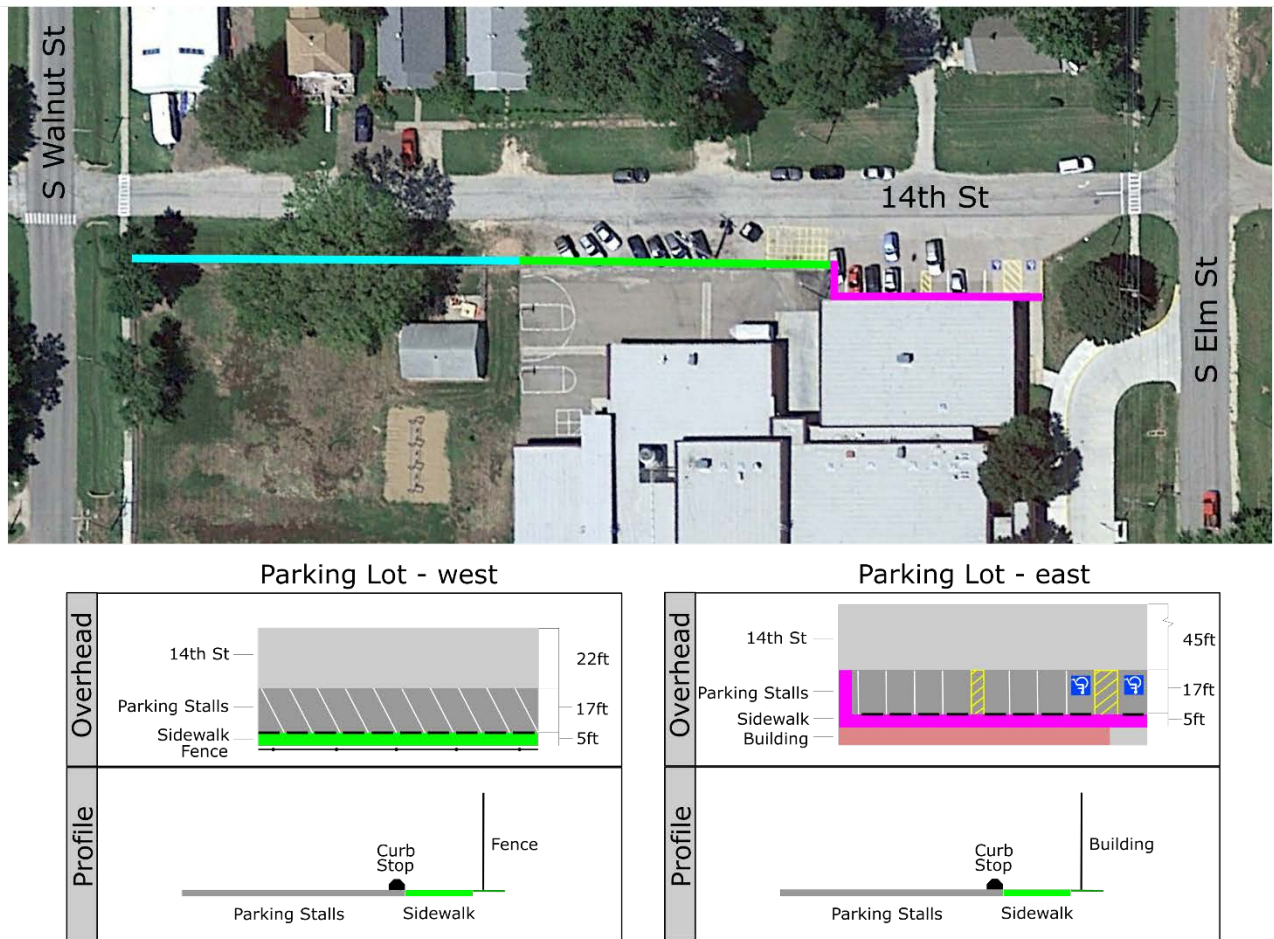 S Walnut St
14th St
S Elm St
Parking Lot - west
Overhead
14th St
Parking Stalls
Sidewalk
Fence
22ft
17ft
5ft
Profile
Curb
Stop
Fence
Parking Stalls
Sidewalk
Parking Lot - east
Overhead
14th St
Parking Stalls
Sidewalk
Building
45ft
17ft
5ft
Profile
Curb
Stop
Building
Parking Stalls
Sidewalk